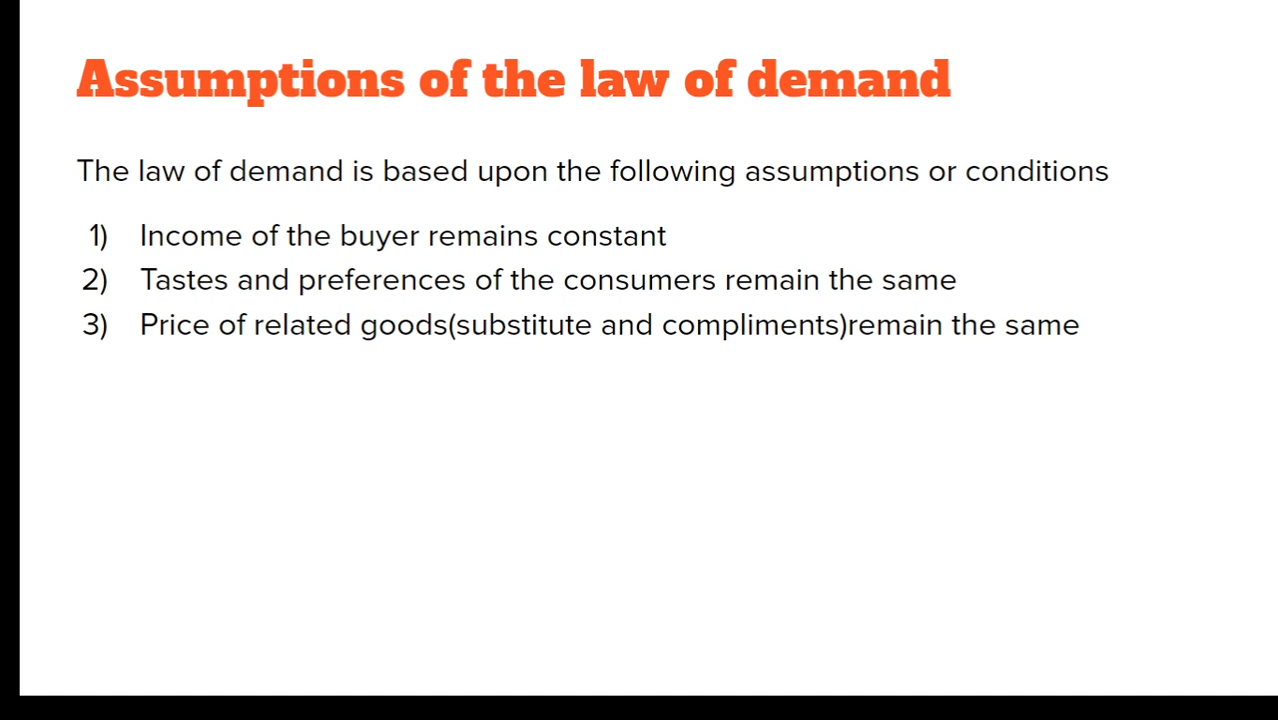 Assumptions of the law of demand
The law of demand is based upon the following assumptions or conditions
1) Income of the buyer remains constant
2) Tastes and preferences of the consumers remain the same
3) Price of related goods(substitute and compliments)remain the same